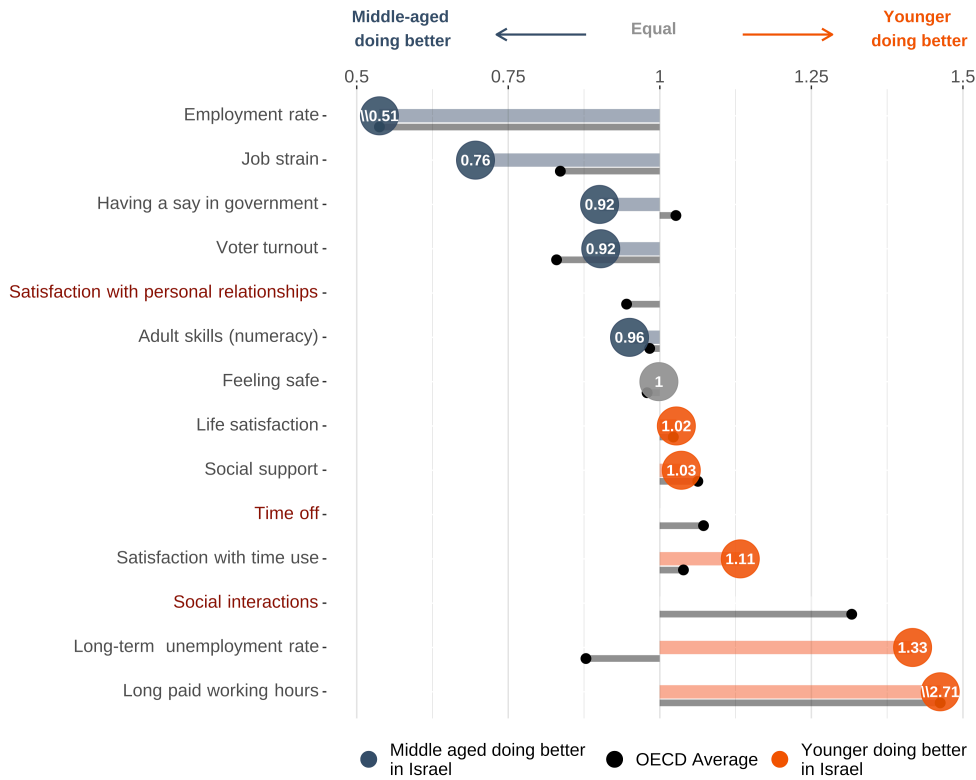 Middle-aged
doing better
Equal
Younger
doing better
0.5 0.75 1 1.25 1.5
Employment rate \\0.51
Job strain 0.76
Having a say in government 0.92
Voter turnout 0.92
Satisfaction with personal relationships
Adult skills (numeracy) 0.96
Feeling safe 1
Life satisfaction 1.02
Social support 1.03
Time off
Satisfaction with time use 1.11
Social interactions
Long-term unemployment rate 1.33
Long paid working hours \\2.71
Middle aged doing better
in Israel
OECD Average
Younger doing better
in Israel